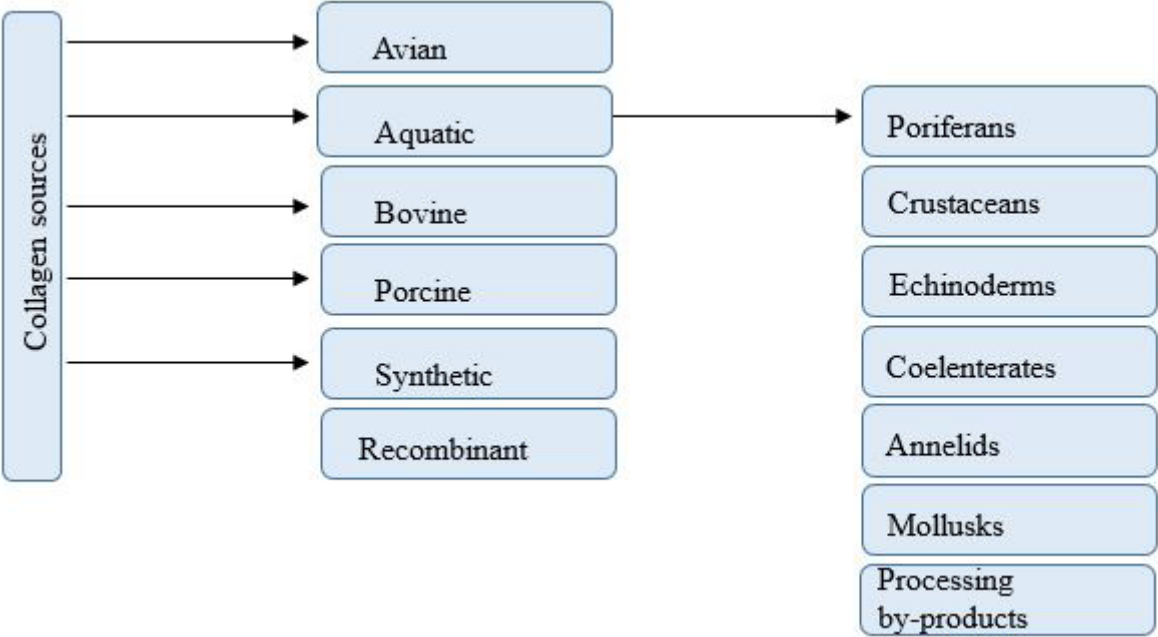 Collagen sources
Avian
Aquatic
Bovine
Porcine
Synthetic
Recombinant
Poriferans
Crustaceans
Echinoderms
Coelenterates
Annelids
Mollusks
Processing
by-products